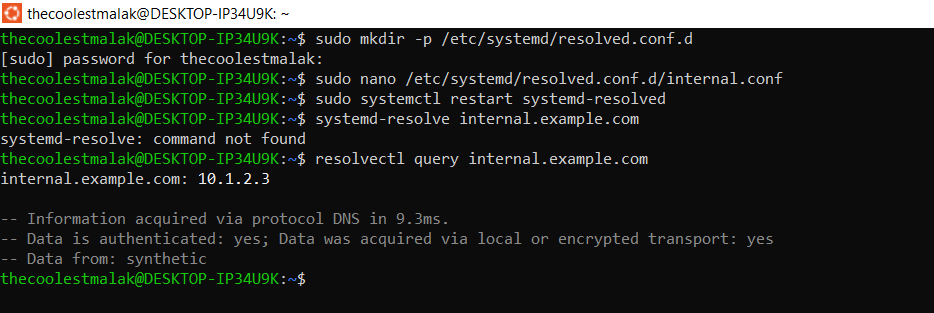 thecoolestmalak@DESKTOP-IP34U9K: ~
thecoolestmalak@DESKTOP-IP34U9K:~$ sudo mkdir -p /etc/systemd/resolved.conf.d
[sudo] password for thecoolestmalak:
thecoolestmalak@DESKTOP-IP34U9K:~$ sudo nano /etc/systemd/resolved.conf.d/internal.conf
thecoolestmalak@DESKTOP-IP34U9K:~$ sudo systemctl restart systemd-resolved
thecoolestmalak@DESKTOP-IP34U9K:~$ systemd-resolve internal.example.com
systemd-resolve: command not found
thecoolestmalak@DESKTOP-IP34U9K:~$ resolvectl query internal.example.com
internal.example.com: 10.1.2.3
-- Information acquired via protocol DNS in 9.3ms.
-- Data is authenticated: yes; Data was acquired via local or encrypted transport: yes
-- Data from: synthetic
thecoolestmalak@DESKTOP-IP34U9K:~$